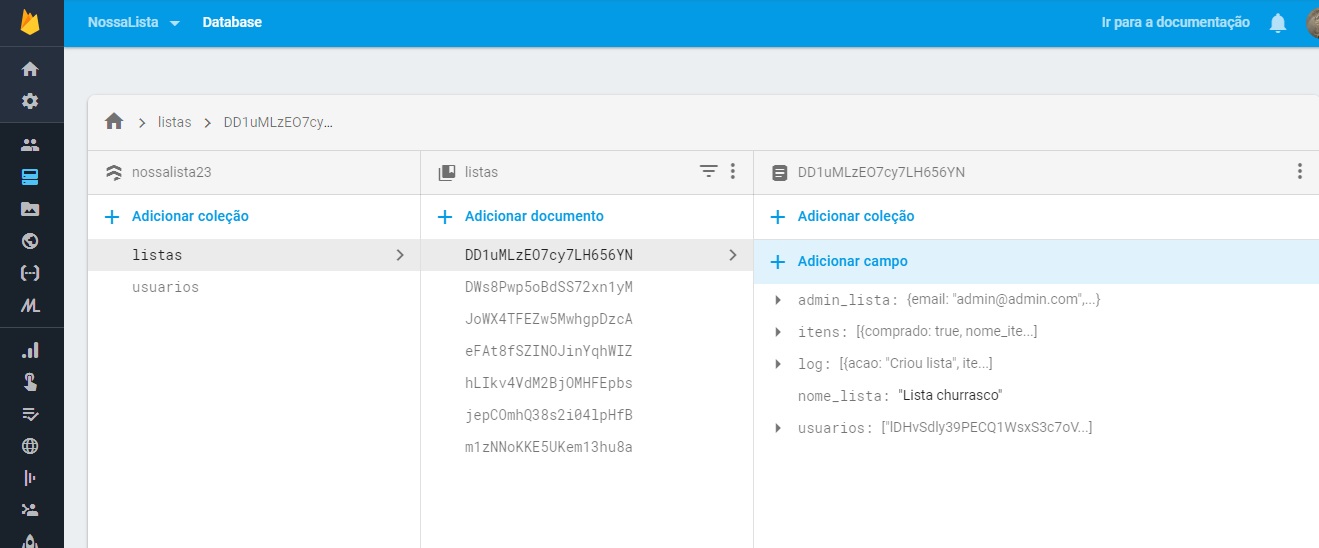 NossaLista Database Ir para a documentação
listas DD1uMLzEO7cy...
nossalista23
listas
DD1uMLzEO7cy7LH656YN
Adicionar coleção
Adicionar documento
Adicionar coleção
listas
usuarios
DD1uMLzEO7cy7LH656YN
DWs8Pwp5oBdSS72xn1yM
JoWX4TFEZw5MwhgpDzcA
eFAt8fSZINOJinYqhWIZ
hLIkv4VdM2BjOMHFEpbs
jepCOmhQ38s2i04lpHfB
m1zNNoKKE5UKem13hu8a
Adicionar campo
admin_lista: {email: "admin@admin.com",...}
itens: [{comprado: true, nome_ite...]
log: [{acao: "Criou lista", ite...]
nome_lista: "Lista churrasco"
usuarios: ["lDHvSdly39PECQ1WsxS3c7oV...]